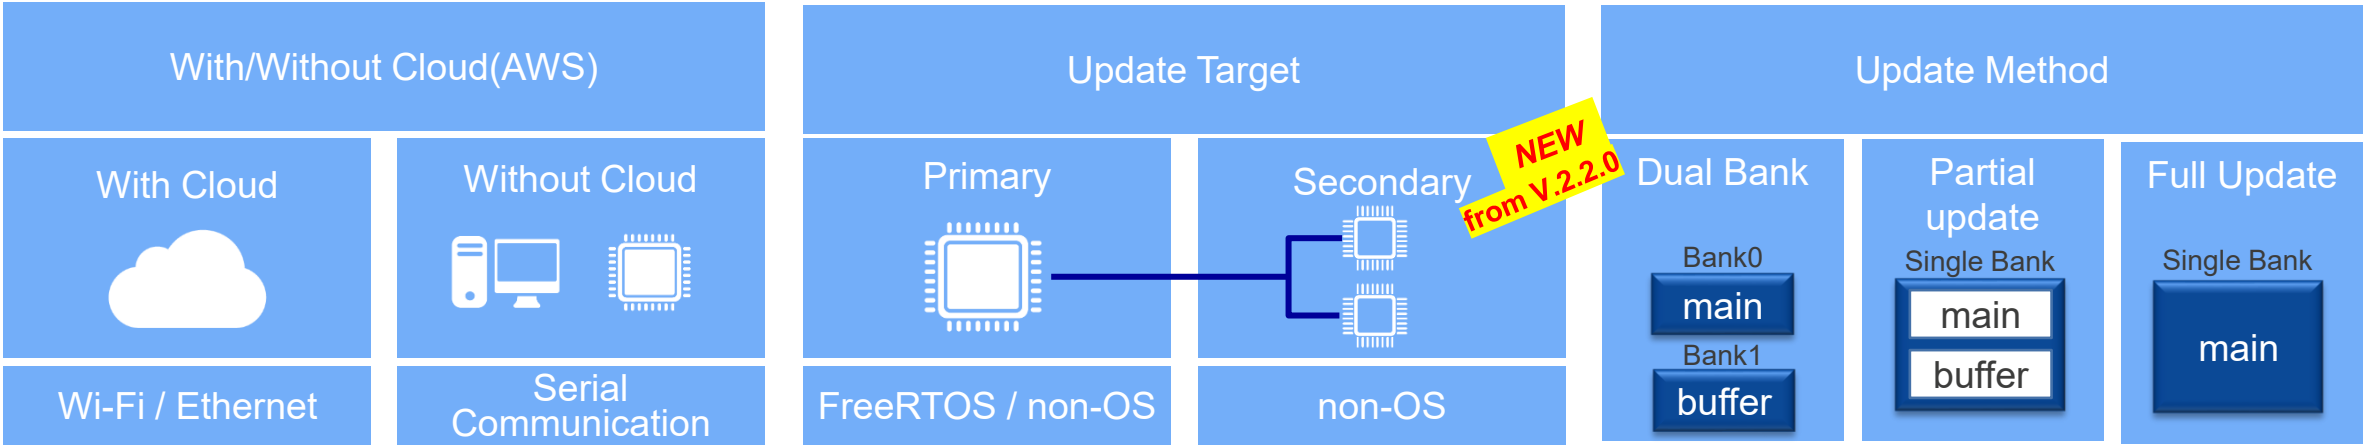 With/Without Cloud(AWS)
With Cloud
Without Cloud
Wi-Fi / Ethernet
Serial
Communication
Update Target
Primary
Secondary
NEW
from V.2.2.0
FreeRTOS / non-OS
non-OS
Update Method
Dual Bank
Bank0
main
Bank1
buffer
Partial
update
Single Bank
main
buffer
Full Update
Single Bank
main